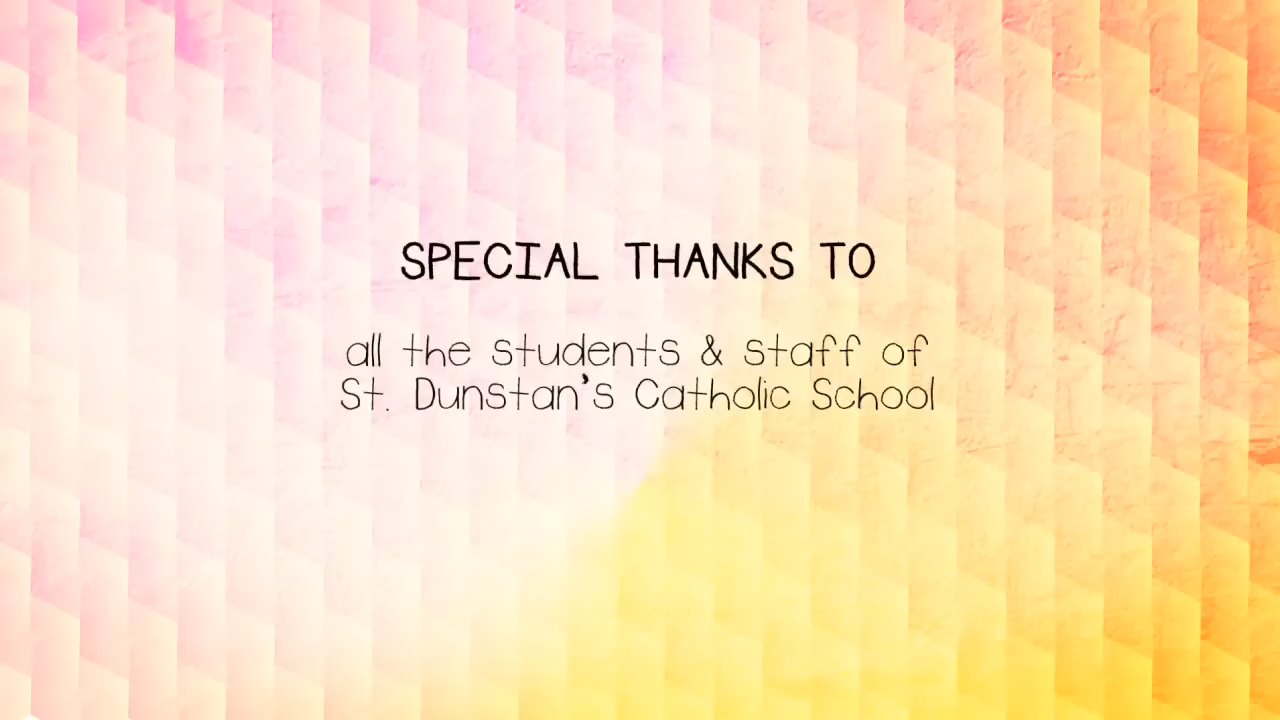 SPECIAL THANKS TO
all the students & staff of
St. Dunstan's Catholic School